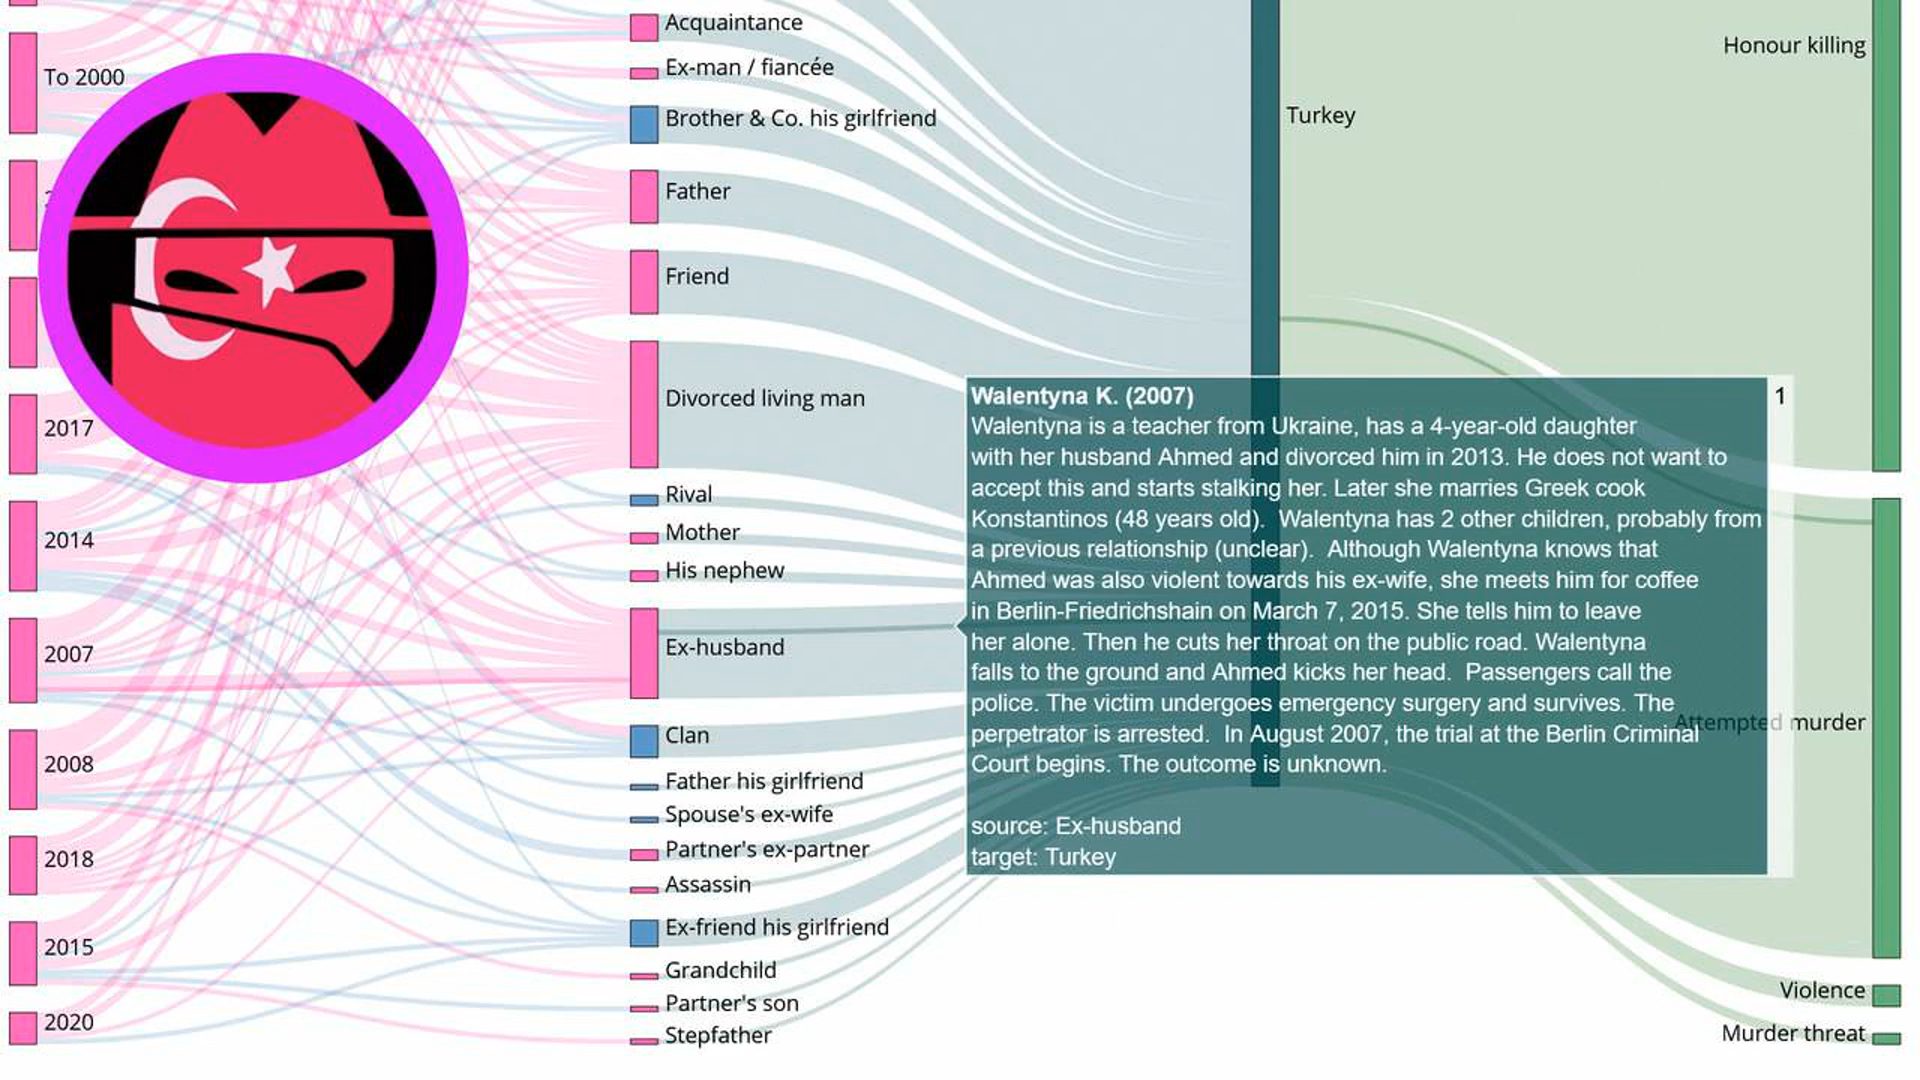 To 2000
2017
2014
2007
2008
2018
2015
2020
Acquaintance
Ex-man / fiancée
Brother & Co. his girlfriend
Father
Friend
Divorced living man
Rival
Mother
His nephew
Ex-husband
Clan
Father his girlfriend
Spouse's ex-wife
Partner's ex-partner
Assassin
Ex-friend his girlfriend
Grandchild
Partner's son
Stepfather
Turkey
Walentyna K. (2007)
Walentyna is a teacher from Ukraine, has a 4-year-old daughter
with her husband Ahmed and divorced him in 2013. He does not want to
accept this and starts stalking her. Later she marries Greek cook
Konstantinos (48 years old).  Walentyna has 2 other children, probably from
a previous relationship (unclear).  Although Walentyna knows that
Ahmed was also violent towards his ex-wife, she meets him for coffee
in Berlin-Friedrichshain on March 7, 2015. She tells him to leave
her alone. Then he cuts her throat on the public road. Walentyna
falls to the ground and Ahmed kicks her head.  Passengers call the
police. The victim undergoes emergency surgery and survives. The
perpetrator is arrested.  In August 2007, the trial at the Berlin Criminal
Court begins. The outcome is unknown.
source: Ex-husband
target: Turkey
1
Honour killing
Attempted murder
Violence
Murder threat